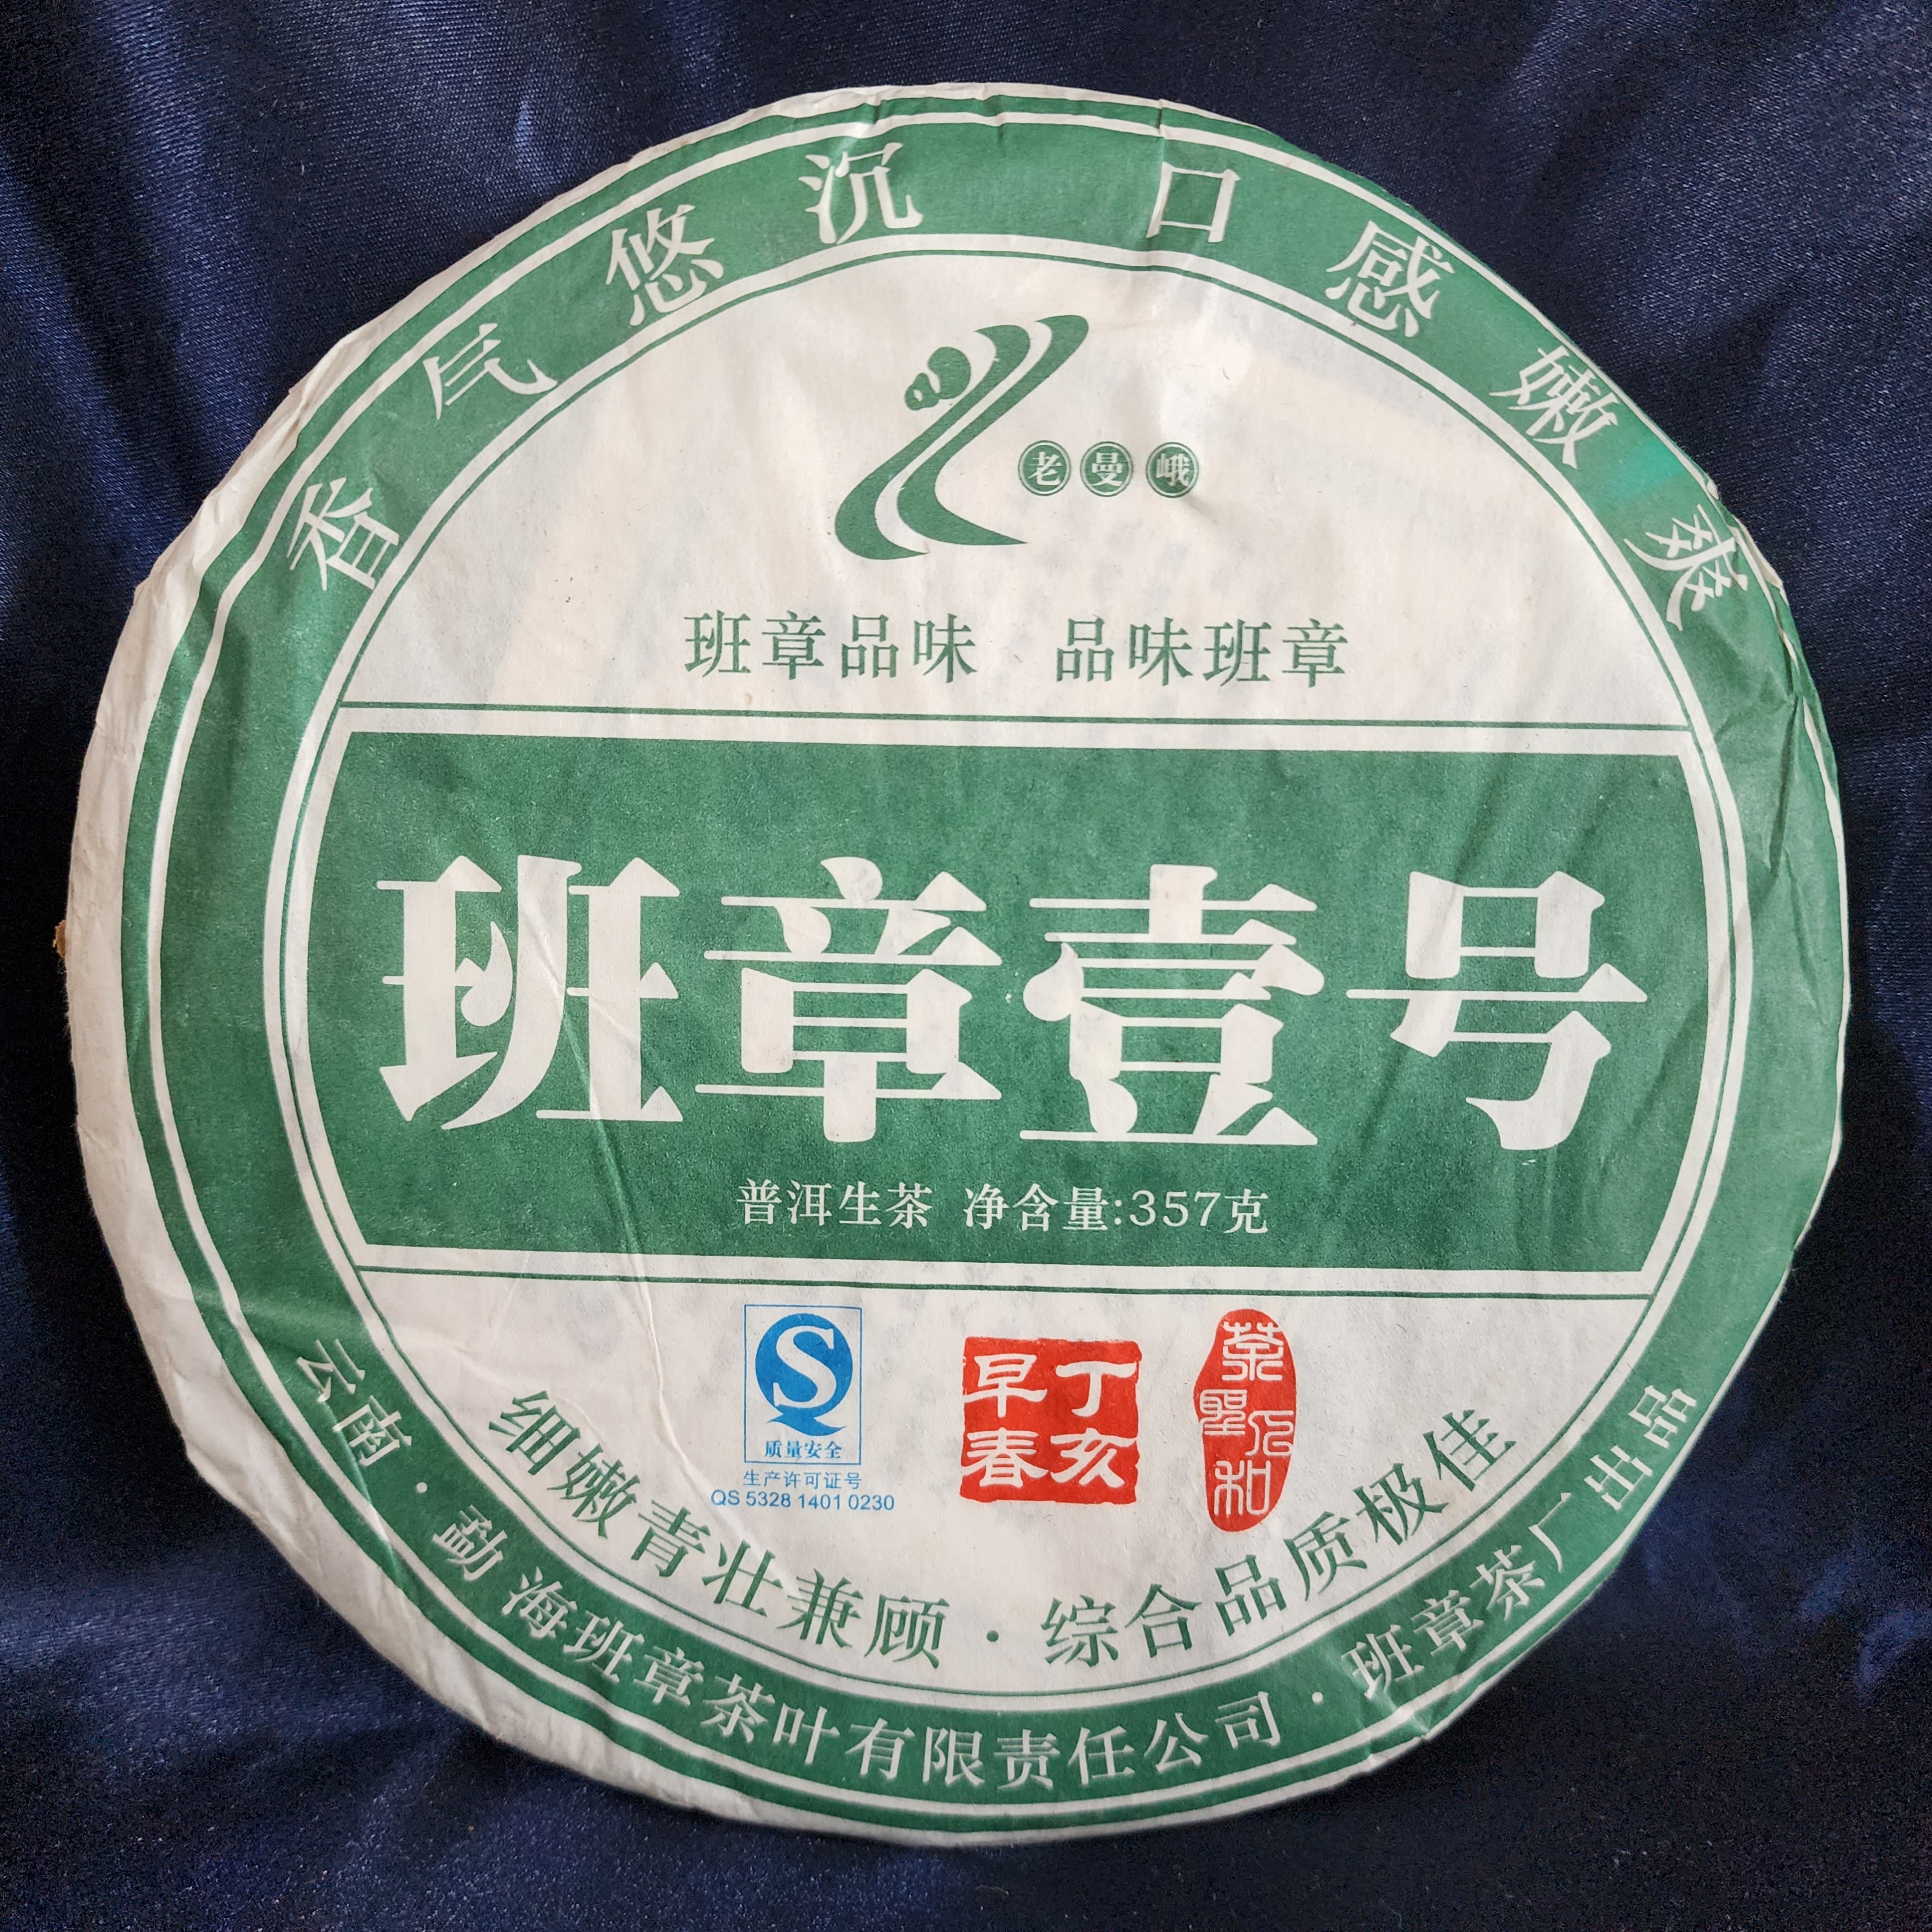 香气悠沉 口感嫩爽
老曼峨
班章品味 品味班章
班章壹号
普洱生茶 净含量:357克
质量安全
生产许可证号
QS 5328 1401 0230
丁亥
早春
茶
和
细嫩青壮兼顾·综合品质极佳
云南·勐海班章茶叶有限责任公司·班章茶厂出品